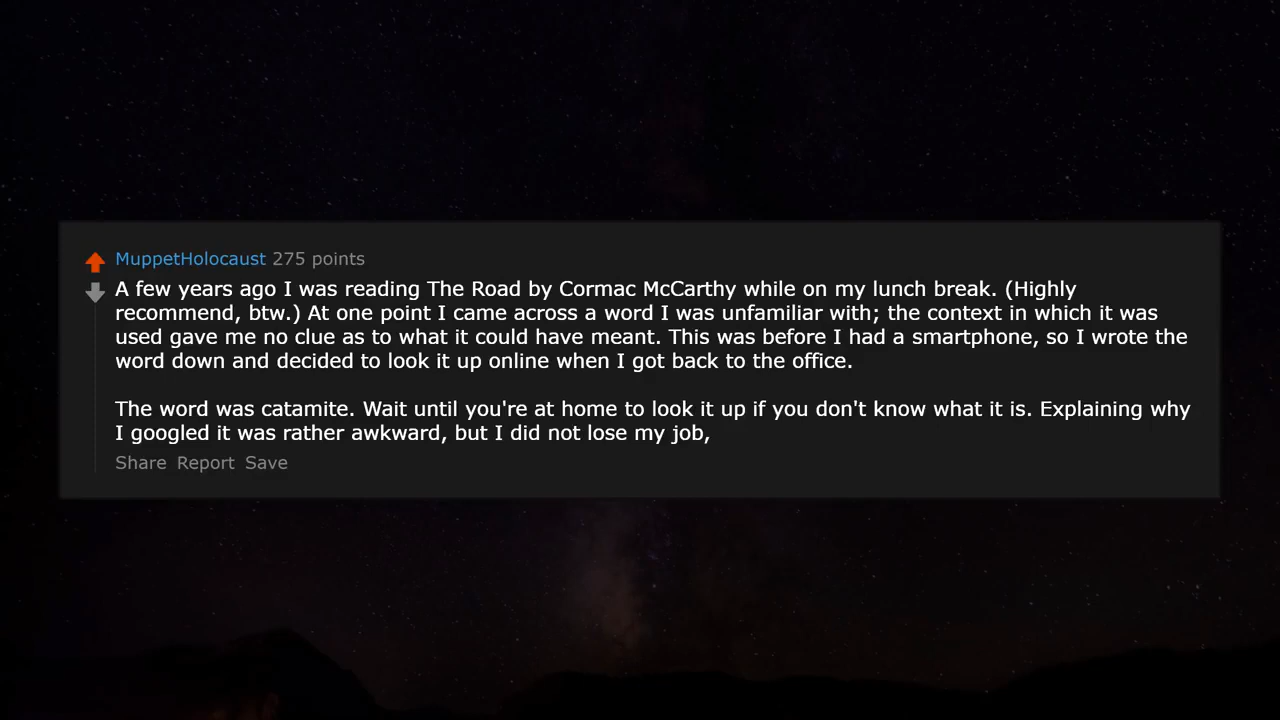 MuppetHolocaust 275 points
A few years ago I was reading The Road by Cormac McCarthy while on my lunch break. (Highly
recommend, btw.) At one point I came across a word I was unfamiliar with; the context in which it was
used gave me no clue as to what it could have meant. This was before I had a smartphone, so I wrote the
word down and decided to look it up online when I got back to the office.
The word was catamite. Wait until you're at home to look it up if you don't know what it is. Explaining why
I googled it was rather awkward, but I did not lose my job,
Share Report Save